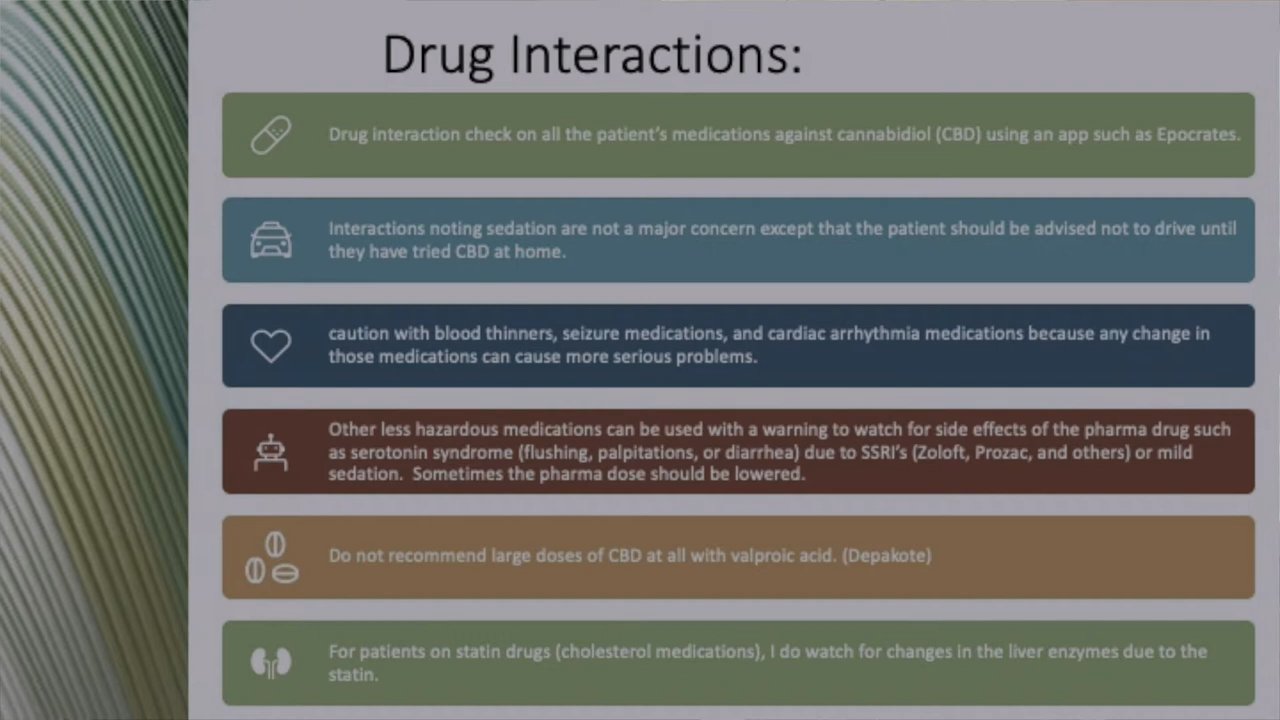 Drug Interactions:
Drug interaction check on all the patient's medications against cannabidiol (CBD) using an app such as Epocrates.
Interactions noting sedation are not a major concern except that the patient should be advised not to drive until
they have tried CBD at home.
caution with blood thinners, seizure medications, and cardiac arrhythmia medications because any change in
those medications can cause more serious problems.
Other less hazardous medications can be used with a warning to watch for side effects of the pharma drug such
as serotonin syndrome (flushing, palpitations, or diarrhea) due to SSRI's (Zoloft, Prozac, and others) or mild
sedation. Sometimes the pharma dose should be lowered.
Do not recommend large doses of CBD at all with valproic acid. (Depakote)
For patients on statin drugs (cholesterol medications), I do watch for changes in the liver enzymes due to the
statin.